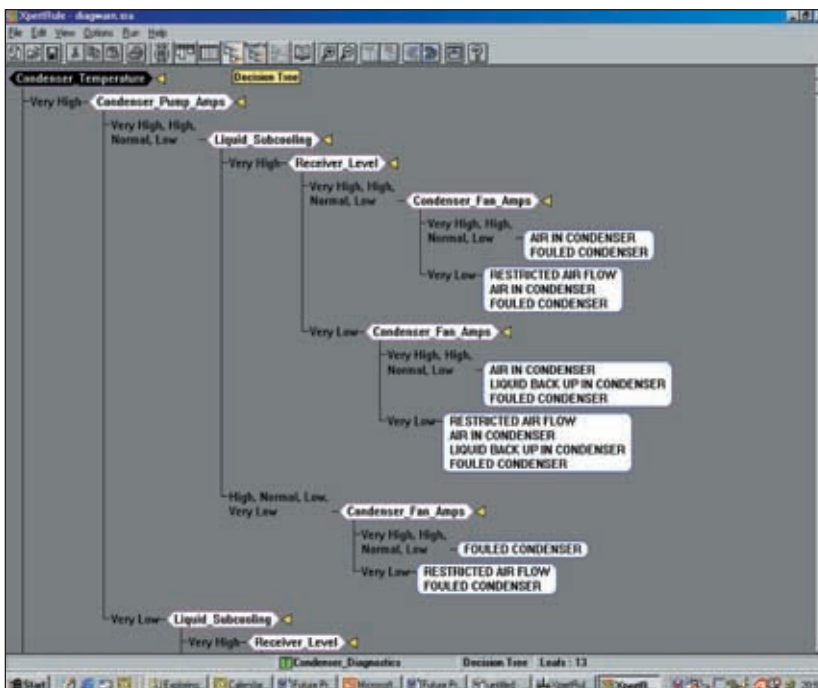 XpertRule - diagwarr.xra
File Edit View Options Run Help
Condenser_Temperature
Decision Tree
Very High
Condenser_Pump_Amps
Very High, High,
Normal, Low
Liquid_Subcooling
Very High
Receiver_Level
Very High, High,
Normal, Low
Condenser_Fan_Amps
Very High, High,
Normal, Low
AIR IN CONDENSER
FOULED CONDENSER
Very Low
RESTRICTED AIR FLOW
AIR IN CONDENSER
FOULED CONDENSER
Very Low
Condenser_Fan_Amps
Very High, High,
Normal, Low
AIR IN CONDENSER
LIQUID BACK UP IN CONDENSER
FOULED CONDENSER
Very Low
RESTRICTED AIR FLOW
AIR IN CONDENSER
LIQUID BACK UP IN CONDENSER
FOULED CONDENSER
High, Normal, Low,
Very Low
Condenser_Fan_Amps
Very High, High,
Normal, Low
FOULED CONDENSER
Very Low
RESTRICTED AIR FLOW
FOULED CONDENSER
Very Low
Liquid_Subcooling
Very High
Receiver_Level
Condenser_Diagnostics
Decision Tree Leafs : 13
Start